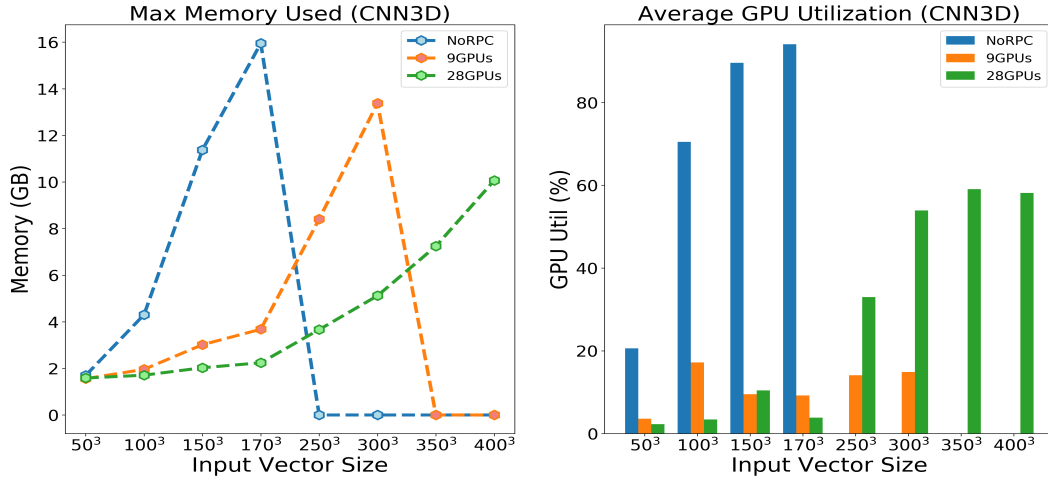 Max Memory Used (CNN3D)
NoRPC
9GPUs
28GPUs
Memory (GB)
16
14
12
10
8
6
4
2
0
50³ 100³ 150³ 170³ 250³ 300³ 350³ 400³
Input Vector Size
Average GPU Utilization (CNN3D)
NoRPC
9GPUs
28GPUs
GPU Util (%)
80
60
40
20
0
50³ 100³ 150³ 170³ 250³ 300³ 350³ 400³
Input Vector Size